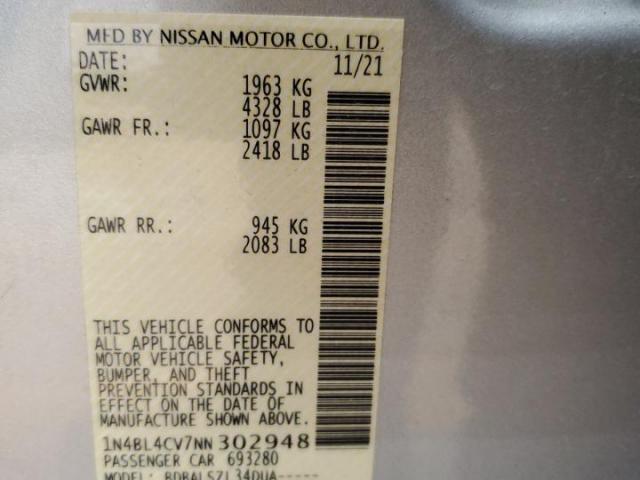 MFD BY NISSAN MOTOR CO., LTD.
DATE: 11/21
GVWR: 1963 KG
4328 LB
GAWR FR.: 1097 KG
2418 LB
GAWR RR.: 945 KG
2083 LB
THIS VEHICLE CONFORMS TO
ALL APPLICABLE FEDERAL
MOTOR VEHICLE SAFETY,
BUMPER, AND THEFT
PREVENTION STANDARDS IN
EFFECT ON THE DATE OF
MANUFACTURE SHOWN ABOVE.
1N4BL4CV7NN302948
PASSENGER CAR 693280
MODEL: